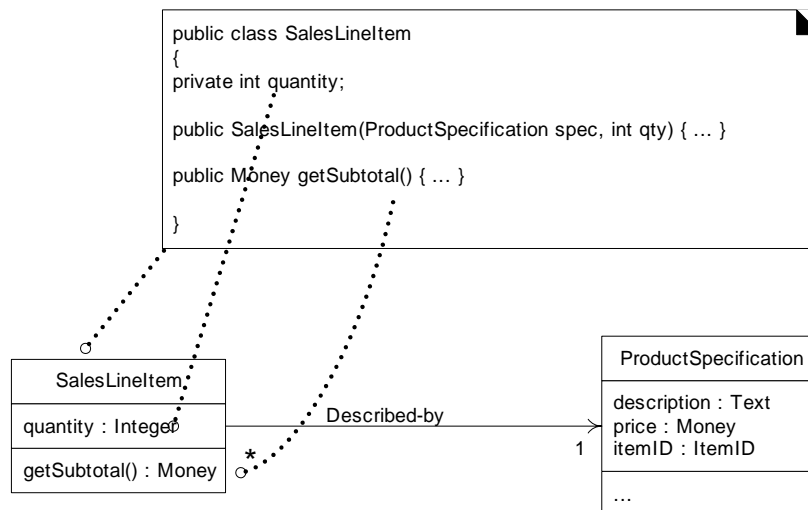 public class SalesLineItem
{
private int quantity;
public SalesLineItem(ProductSpecification spec, int qty) { ... }
public Money getSubtotal() { ... }
}
SalesLineItem
quantity : Integer
getSubtotal() : Money
Described-by
*
1
ProductSpecification
description : Text
price : Money
itemID : ItemID
...